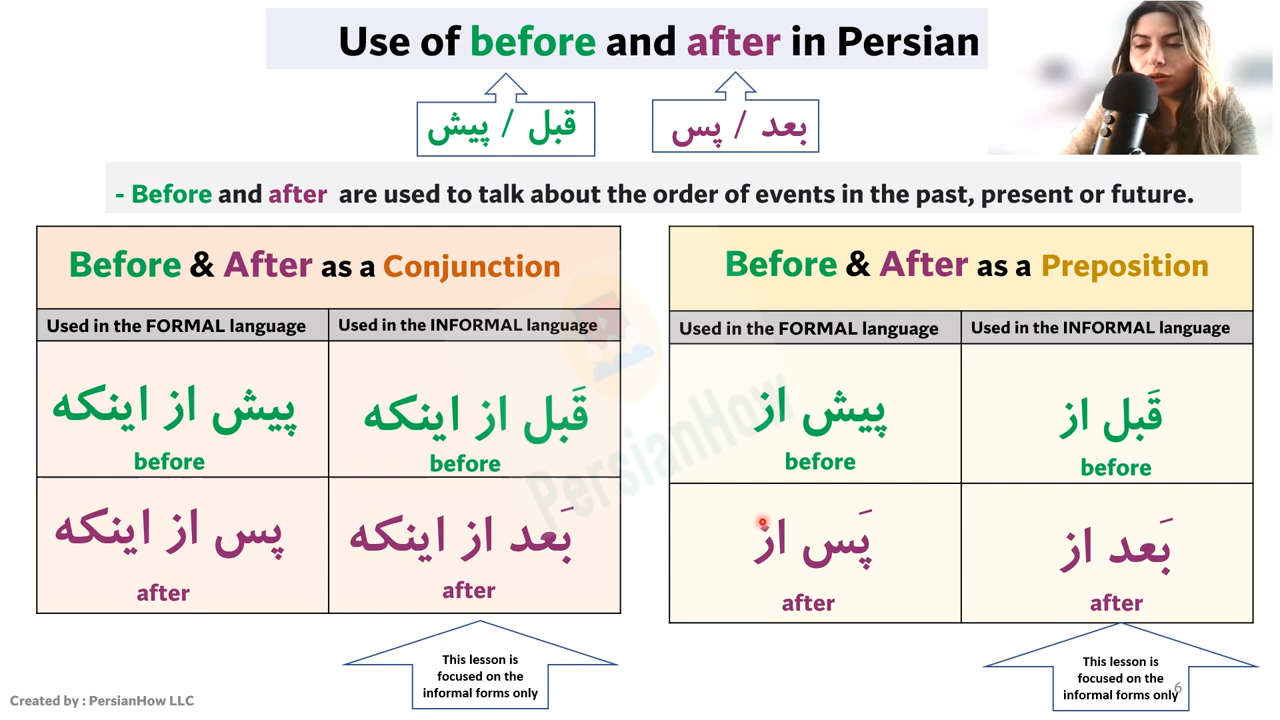 Use of before and after in Persian
قبل / پیش
بعد / پس
- Before and after are used to talk about the order of events in the past, present or future.
Before & After as a Conjunction
Used in the FORMAL language
Used in the INFORMAL language
پیش از اینکه
before
قَبل از اینکه
before
پس از اینکه
after
بَعد از اینکه
after
This lesson is
focused on the
informal forms only
Before & After as a Preposition
Used in the FORMAL language
Used in the INFORMAL language
پیش از
before
قَبل از
before
پَس از
after
بَعد از
after
This lesson is
focused on the
informal forms only
6
PersianHow
Created by : PersianHow LLC